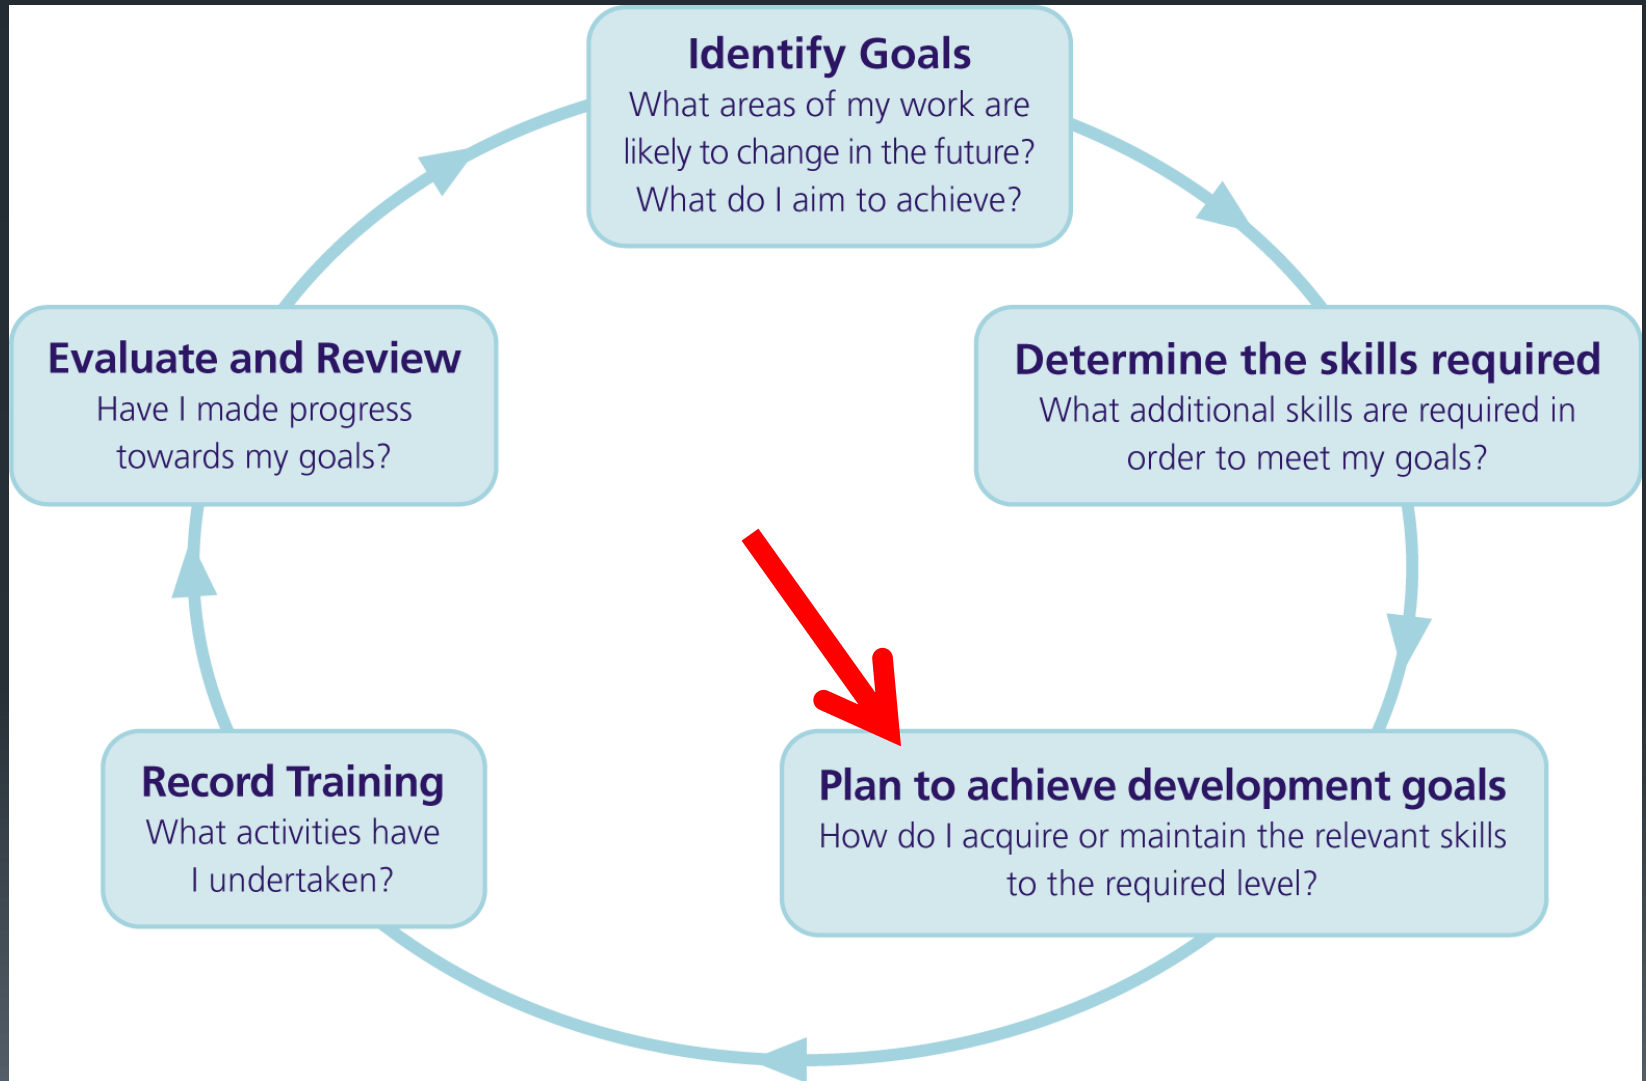 Identify Goals
What areas of my work are
likely to change in the future?
What do I aim to achieve?
Determine the skills required
What additional skills are required in
order to meet my goals?
Plan to achieve development goals
How do I acquire or maintain the relevant skills
to the required level?
Record Training
What activities have
I undertaken?
Evaluate and Review
Have I made progress
towards my goals?